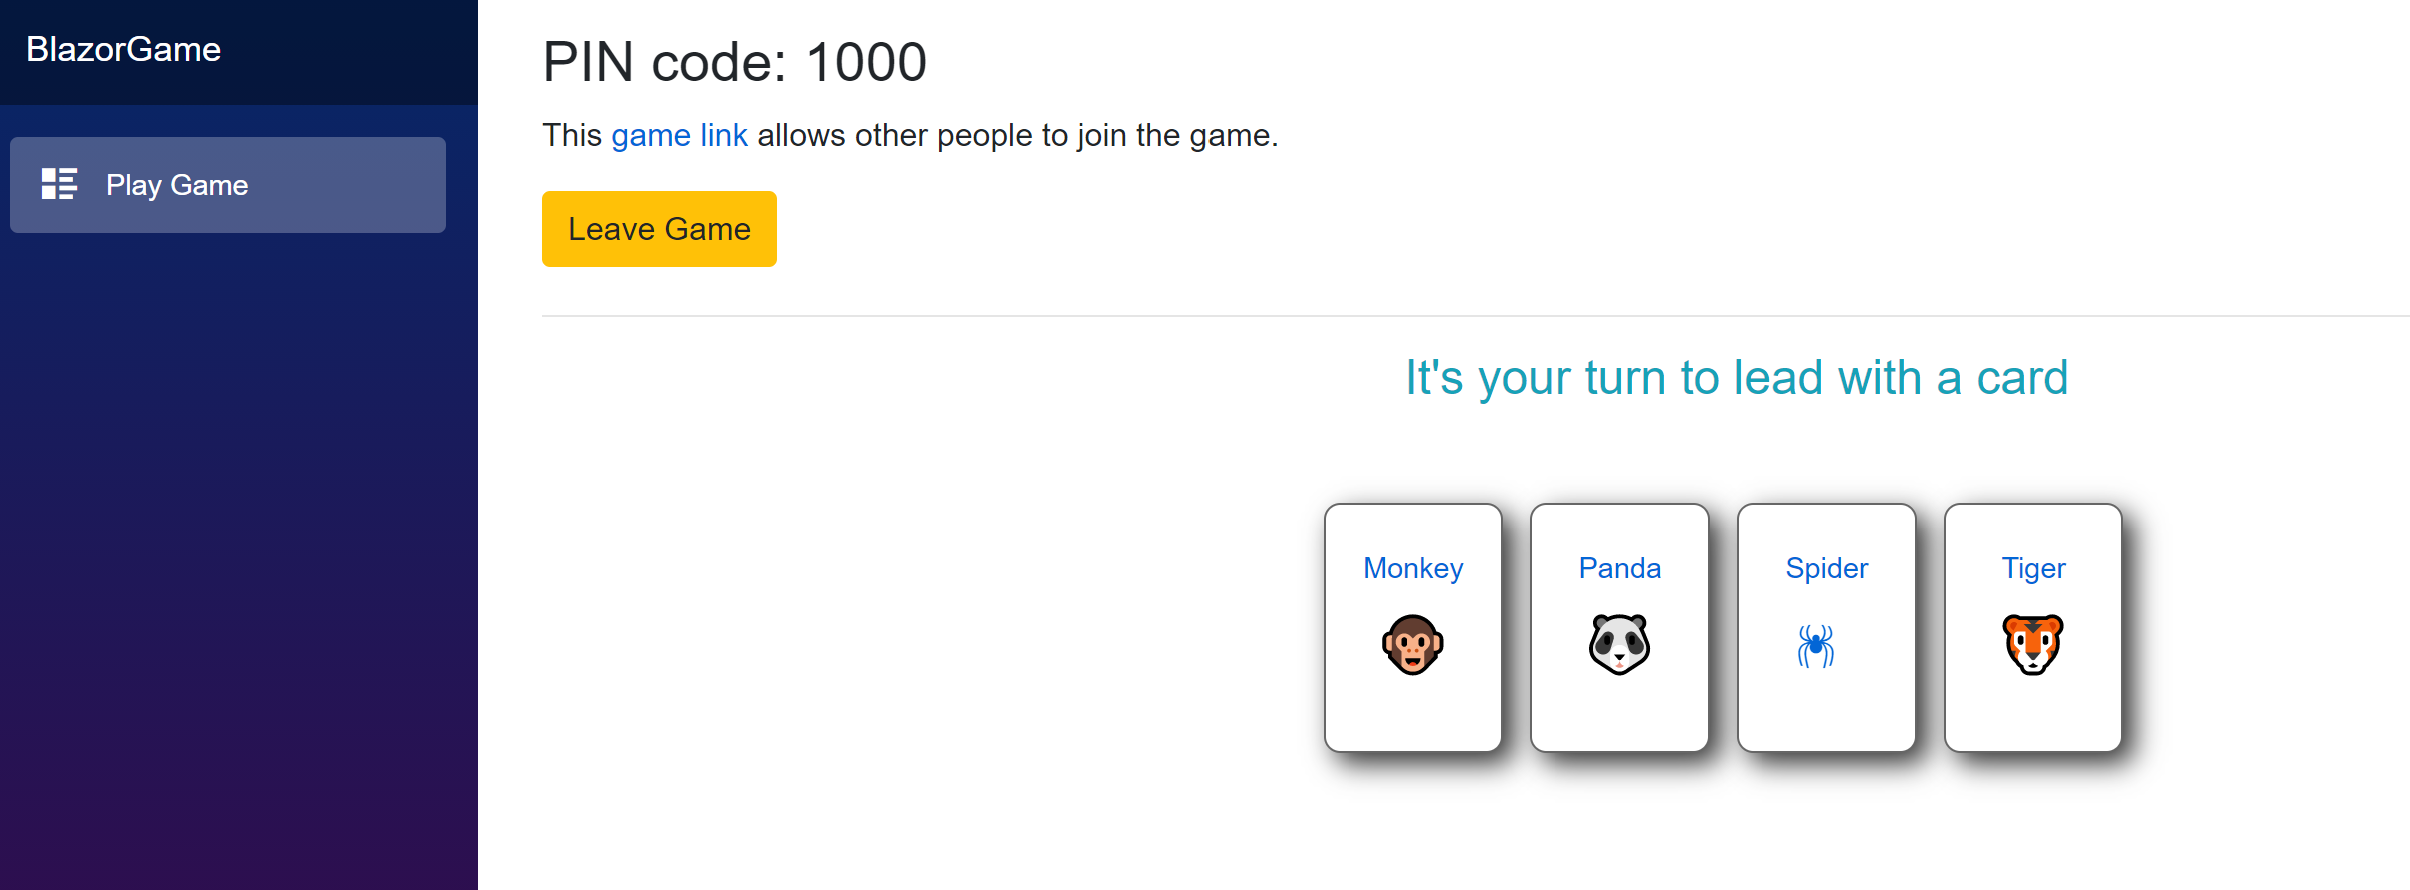 BlazorGame
Play Game
PIN code: 1000
This game link allows other people to join the game.
Leave Game
It's your turn to lead with a card
Monkey
Panda
Spider
Tiger